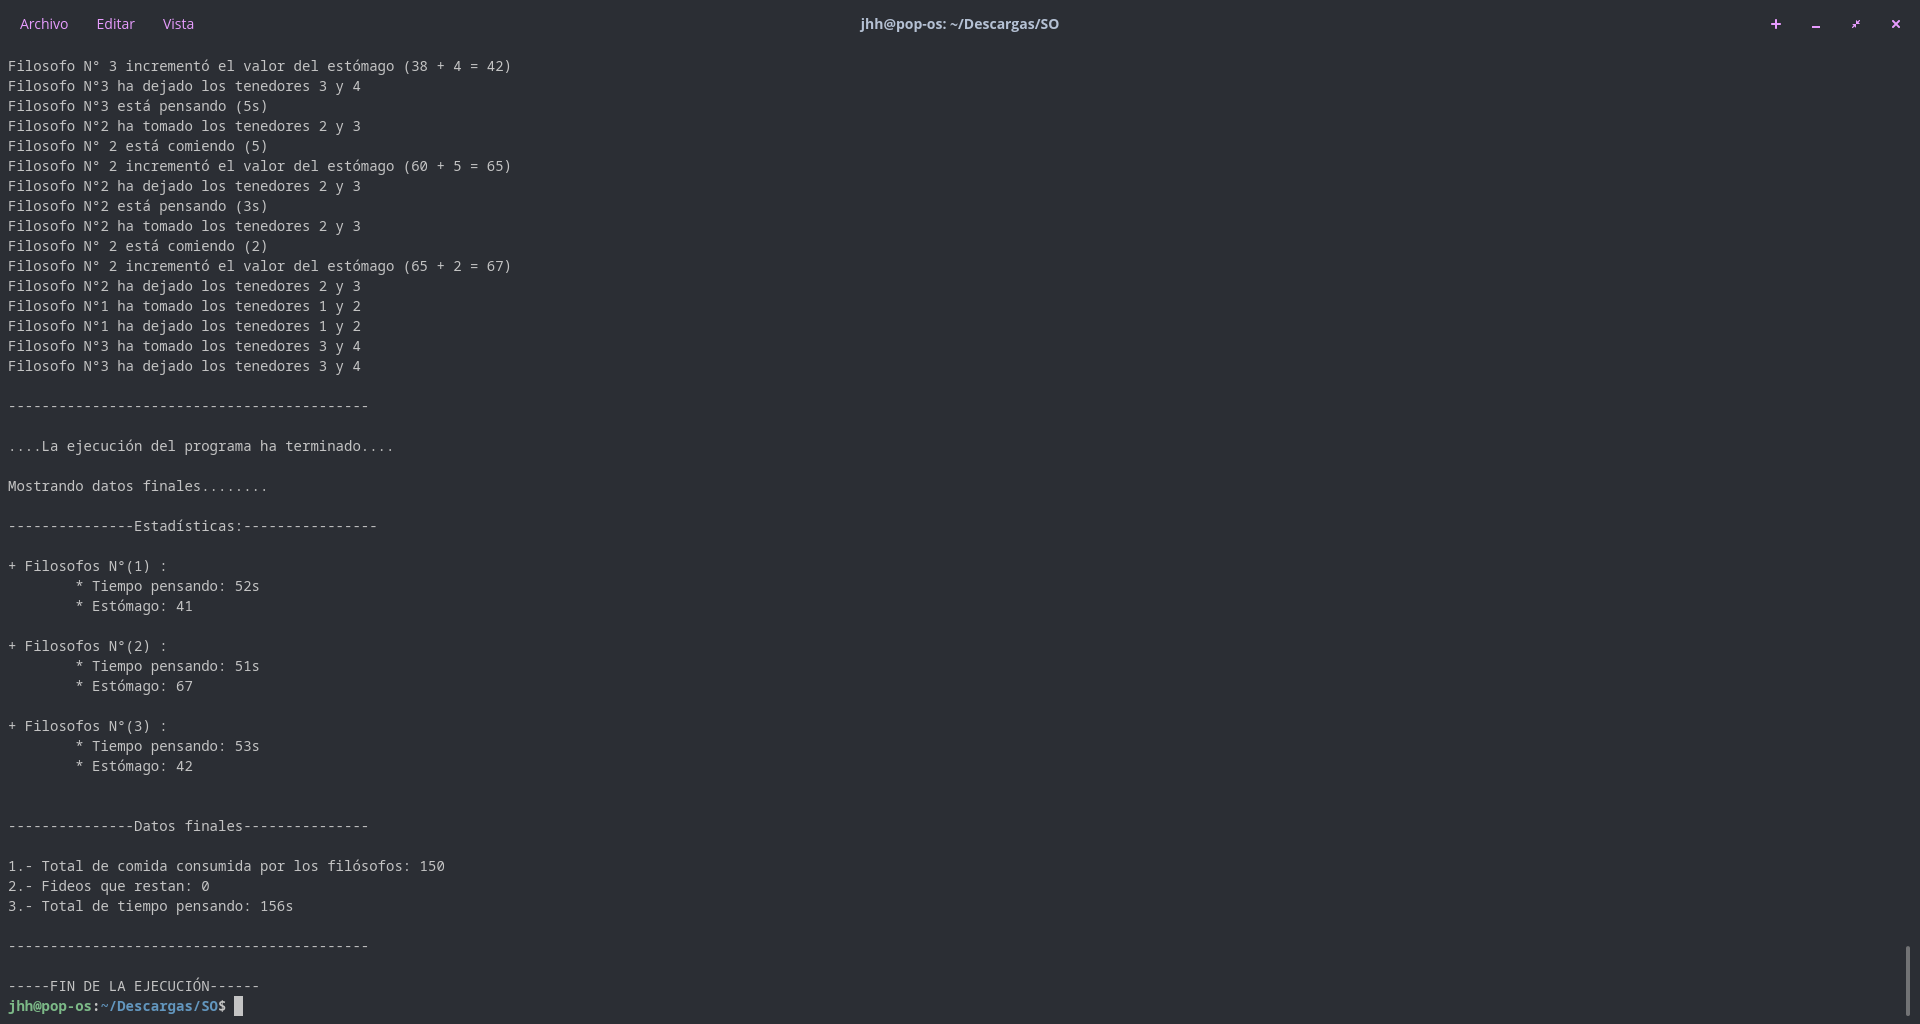 Archivo Editar Vista jhh@pop-os: ~/Descargas/SO
Filosofo N° 3 incrementó el valor del estómago (38 + 4 = 42)
Filosofo N°3 ha dejado los tenedores 3 y 4
Filosofo N°3 está pensando (5s)
Filosofo N°2 ha tomado los tenedores 2 y 3
Filosofo N° 2 está comiendo (5)
Filosofo N° 2 incrementó el valor del estómago (60 + 5 = 65)
Filosofo N°2 ha dejado los tenedores 2 y 3
Filosofo N°2 está pensando (3s)
Filosofo N°2 ha tomado los tenedores 2 y 3
Filosofo N° 2 está comiendo (2)
Filosofo N° 2 incrementó el valor del estómago (65 + 2 = 67)
Filosofo N°2 ha dejado los tenedores 2 y 3
Filosofo N°1 ha tomado los tenedores 1 y 2
Filosofo N°1 ha dejado los tenedores 1 y 2
Filosofo N°3 ha tomado los tenedores 3 y 4
Filosofo N°3 ha dejado los tenedores 3 y 4
-------------------------------------------
....La ejecución del programa ha terminado....
Mostrando datos finales........
---------------Estadísticas:----------------
+ Filosofos N°(1) :
* Tiempo pensando: 52s
* Estómago: 41
+ Filosofos N°(2) :
* Tiempo pensando: 51s
* Estómago: 67
+ Filosofos N°(3) :
* Tiempo pensando: 53s
* Estómago: 42
---------------Datos finales---------------
1.- Total de comida consumida por los filósofos: 150
2.- Fideos que restan: 0
3.- Total de tiempo pensando: 156s
-------------------------------------------
-----FIN DE LA EJECUCIÓN------
jhh@pop-os:~/Descargas/SO$